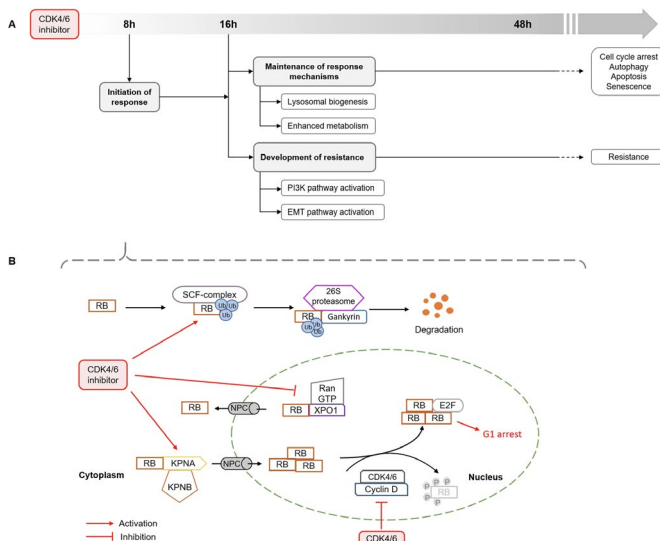 A
CDK4/6
inhibitor
8h
16h
48h
Initiation of
response
Maintenance of response
mechanisms
Lysosomal biogenesis
Enhanced metabolism
Cell cycle arrest
Autophagy
Apoptosis
Senescence
Development of resistance
Resistance
PI3K pathway activation
EMT pathway activation
B
RB
SCF-complex
RB
Ub
Ub
Ub
26S
proteasome
RB
Gankyrin
Ub
Ub
Ub
Degradation
CDK4/6
inhibitor
RB
NPC
Ran
GTP
RB
XPO1
RB
E2F
RB
RB
G1 arrest
RB
KPNA
KPNB
NPC
RB
RB
RB
Cytoplasm
CDK4/6
Cyclin D
Nucleus
P
P
P
P
P
RB
Activation
Inhibition
CDK4/6